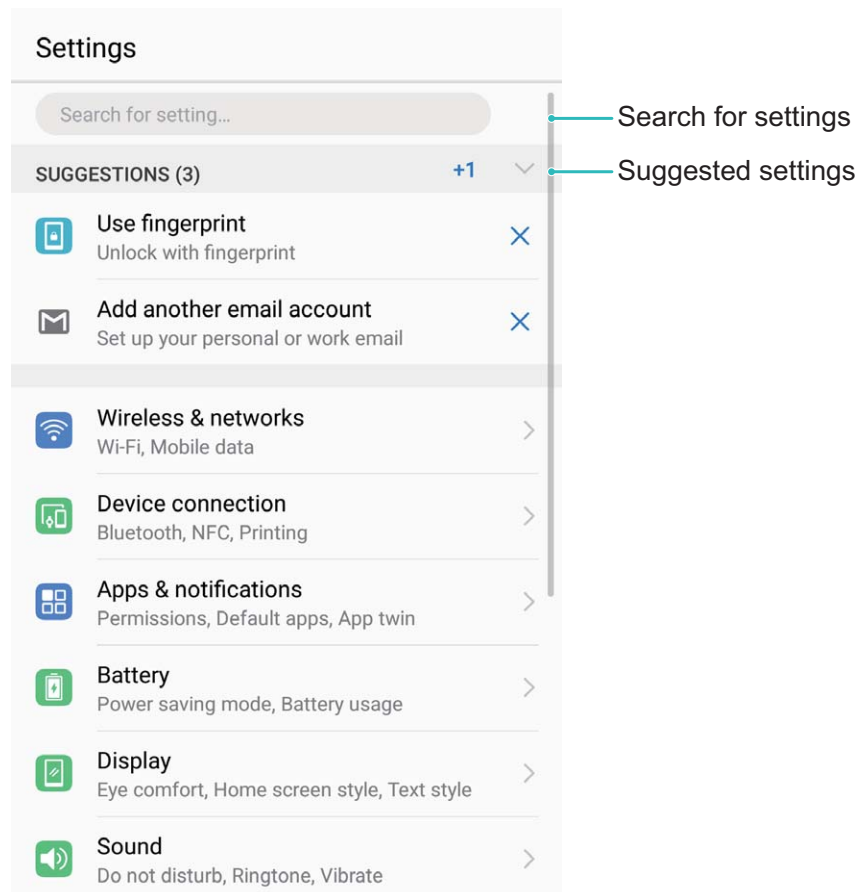 Settings
Search for setting...
Search for settings
SUGGESTIONS (3)
+1
Suggested settings
Use fingerprint
Unlock with fingerprint
Add another email account
Set up your personal or work email
Wireless & networks
Wi-Fi, Mobile data
Device connection
Bluetooth, NFC, Printing
Apps & notifications
Permissions, Default apps, App twin
Battery
Power saving mode, Battery usage
Display
Eye comfort, Home screen style, Text style
Sound
Do not disturb, Ringtone, Vibrate